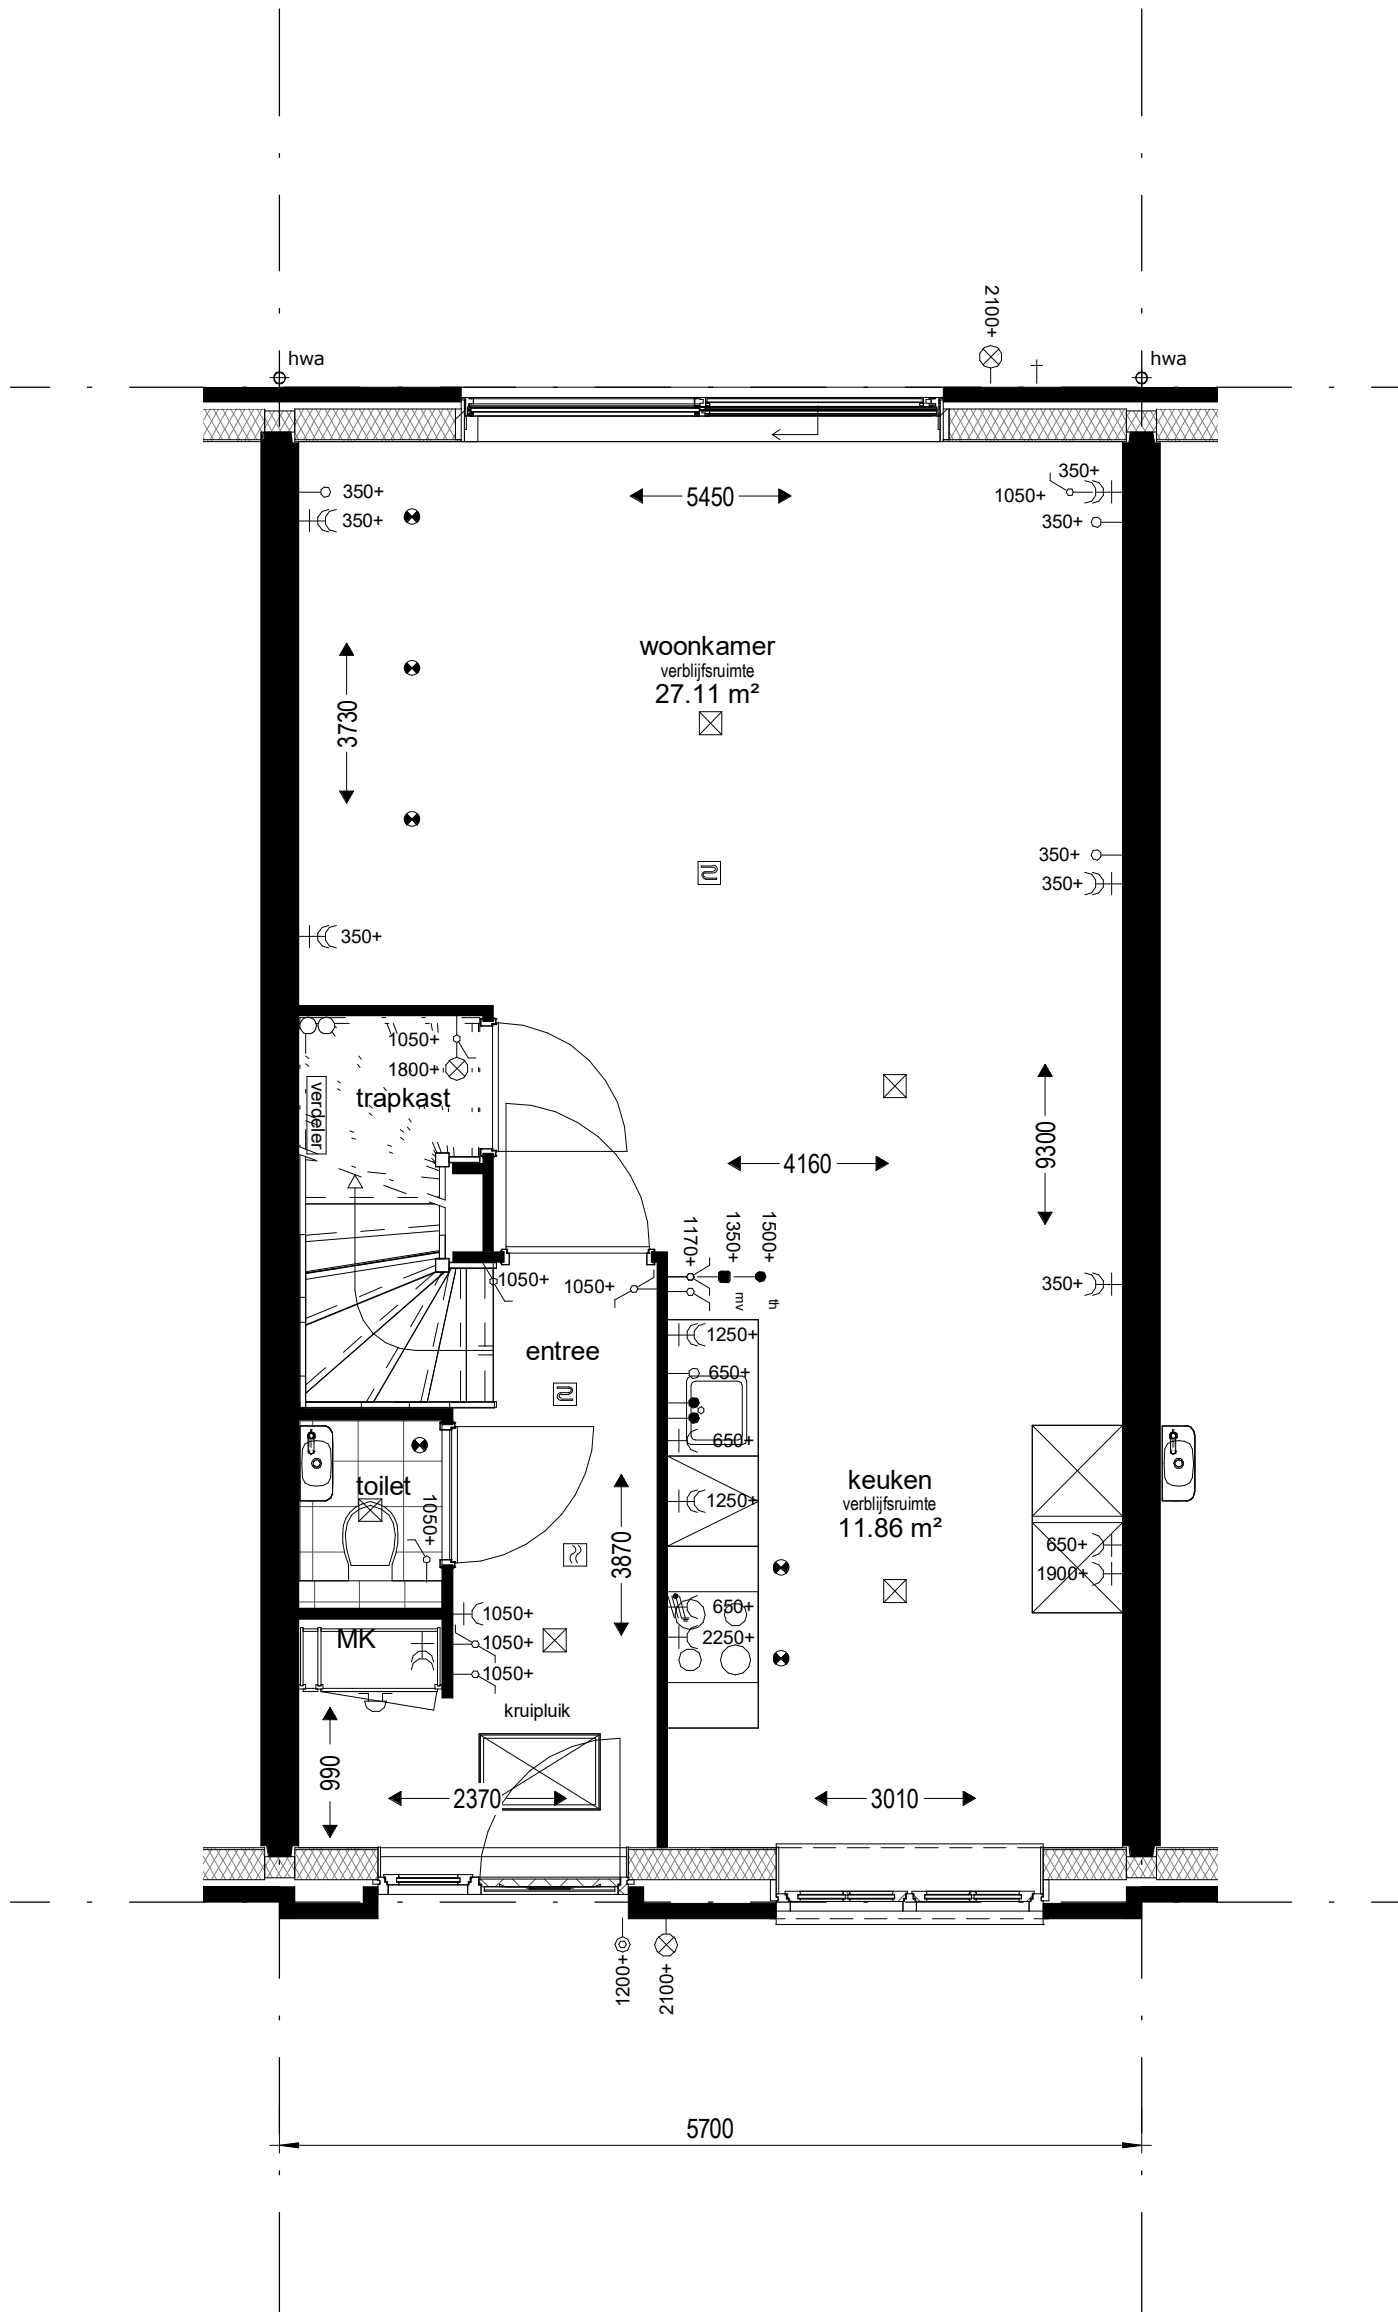 2100+
hwa
hwa
350+
350+
5450
350+
1050+
350+
woonkamer
verblijfsruimte
27.11 m²
3730
350+
350+
350+
1050+
1800+
trapkast
verdeler
4160
9300
1170+
1350+
1500+
mv
th
1050+
1050+
350+
1250+
entree
650+
650+
toilet
1050+
1250+
keuken
verblijfsruimte
11.86 m²
3870
650+
1900+
1050+
650+
MK
1050+
2250+
1050+
kruipluik
990
2370
3010
1200+
2100+
5700